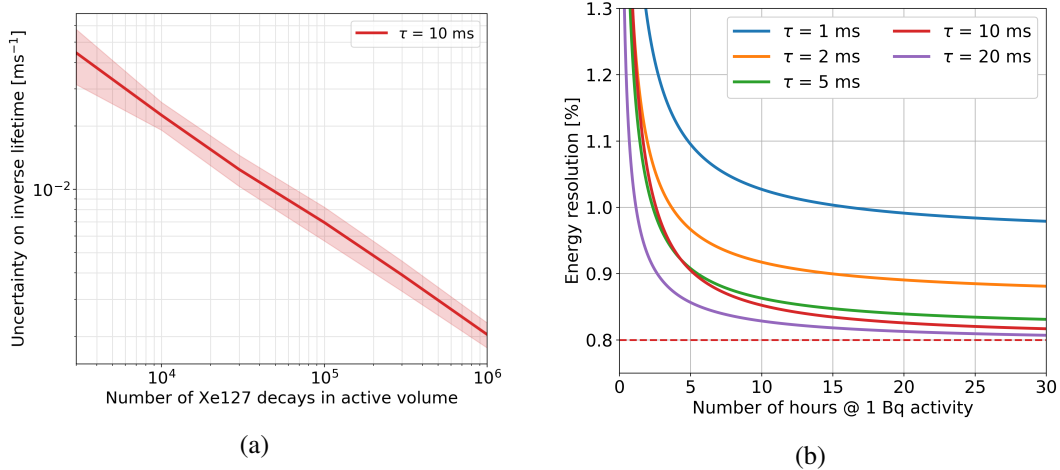 Uncertainty on inverse lifetime [ms⁻¹]
10⁻²
τ = 10 ms
10⁴
10⁵
10⁶
Number of Xe127 decays in active volume
(a)
Energy resolution [%]
1.3
1.2
1.1
1.0
0.9
0.8
τ = 1 ms
τ = 2 ms
τ = 5 ms
τ = 10 ms
τ = 20 ms
0
5
10
15
20
25
30
Number of hours @ 1 Bq activity
(b)